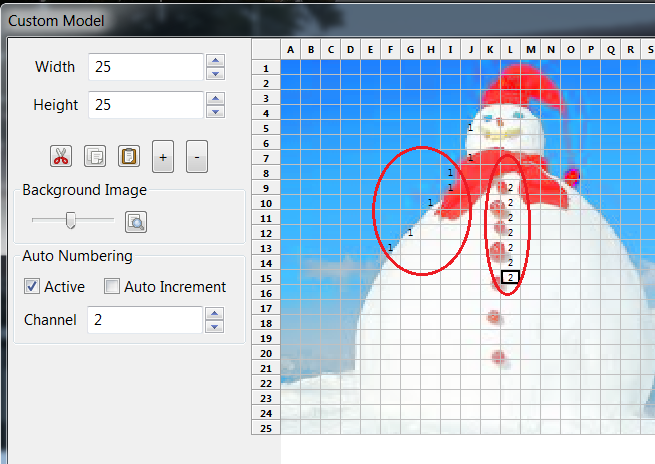 Custom Model
Width 25
Height 25
+ -
Background Image
Auto Numbering
Active Auto Increment
Channel 2
A B C D E F G H I J K L M N O P Q R S
1
2
3
4
5 1
6
7 1
8 1
9 1 2
10 1 2
11 2
12 1 2
13 1 2
14 2
15 2
16
17
18
19
20
21
22
23
24
25